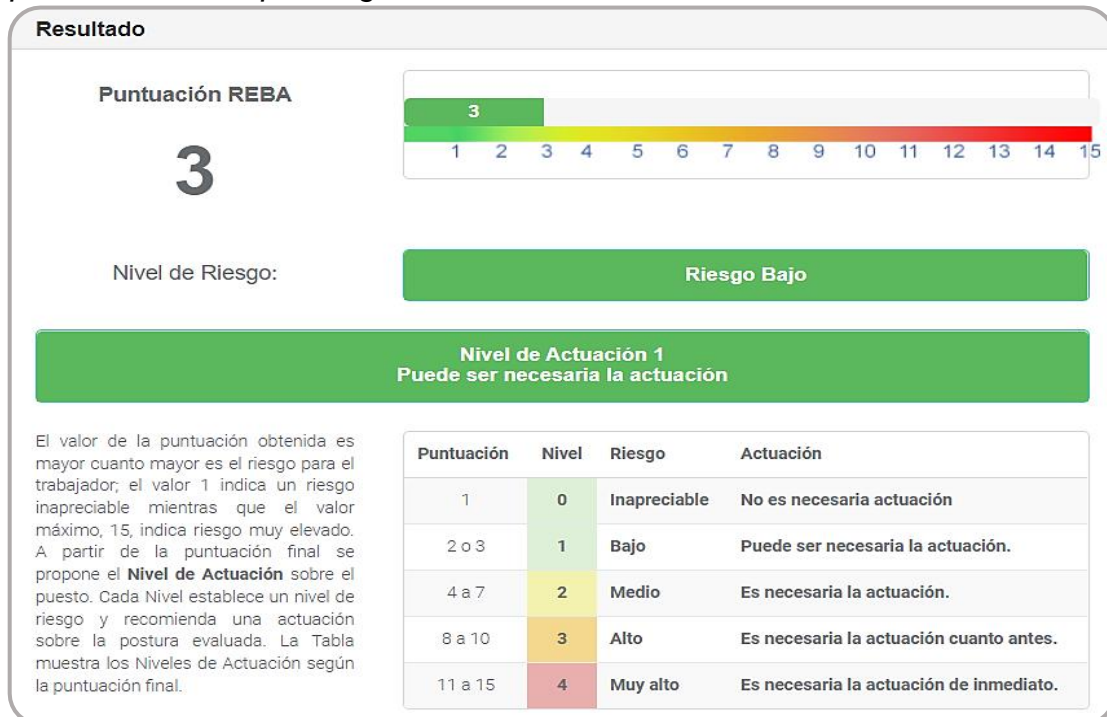 Resultado
Puntuación REBA
3
3
1 2 3 4 5 6 7 8 9 10 11 12 13 14 15
Nivel de Riesgo:
Riesgo Bajo
Nivel de Actuación 1
Puede ser necesaria la actuación
El valor de la puntuación obtenida es
mayor cuanto mayor es el riesgo para el
trabajador; el valor 1 indica un riesgo
inapreciable mientras que el valor
máximo, 15, indica riesgo muy elevado.
A partir de la puntuación final se
propone el Nivel de Actuación sobre el
puesto. Cada Nivel establece un nivel de
riesgo y recomienda una actuación
sobre la postura evaluada. La Tabla
muestra los Niveles de Actuación según
la puntuación final.
Puntuación Nivel Riesgo Actuación
1 0 Inapreciable No es necesaria actuación
2 o 3 1 Bajo Puede ser necesaria la actuación.
4 a 7 2 Medio Es necesaria la actuación.
8 a 10 3 Alto Es necesaria la actuación cuanto antes.
11 a 15 4 Muy alto Es necesaria la actuación de inmediato.